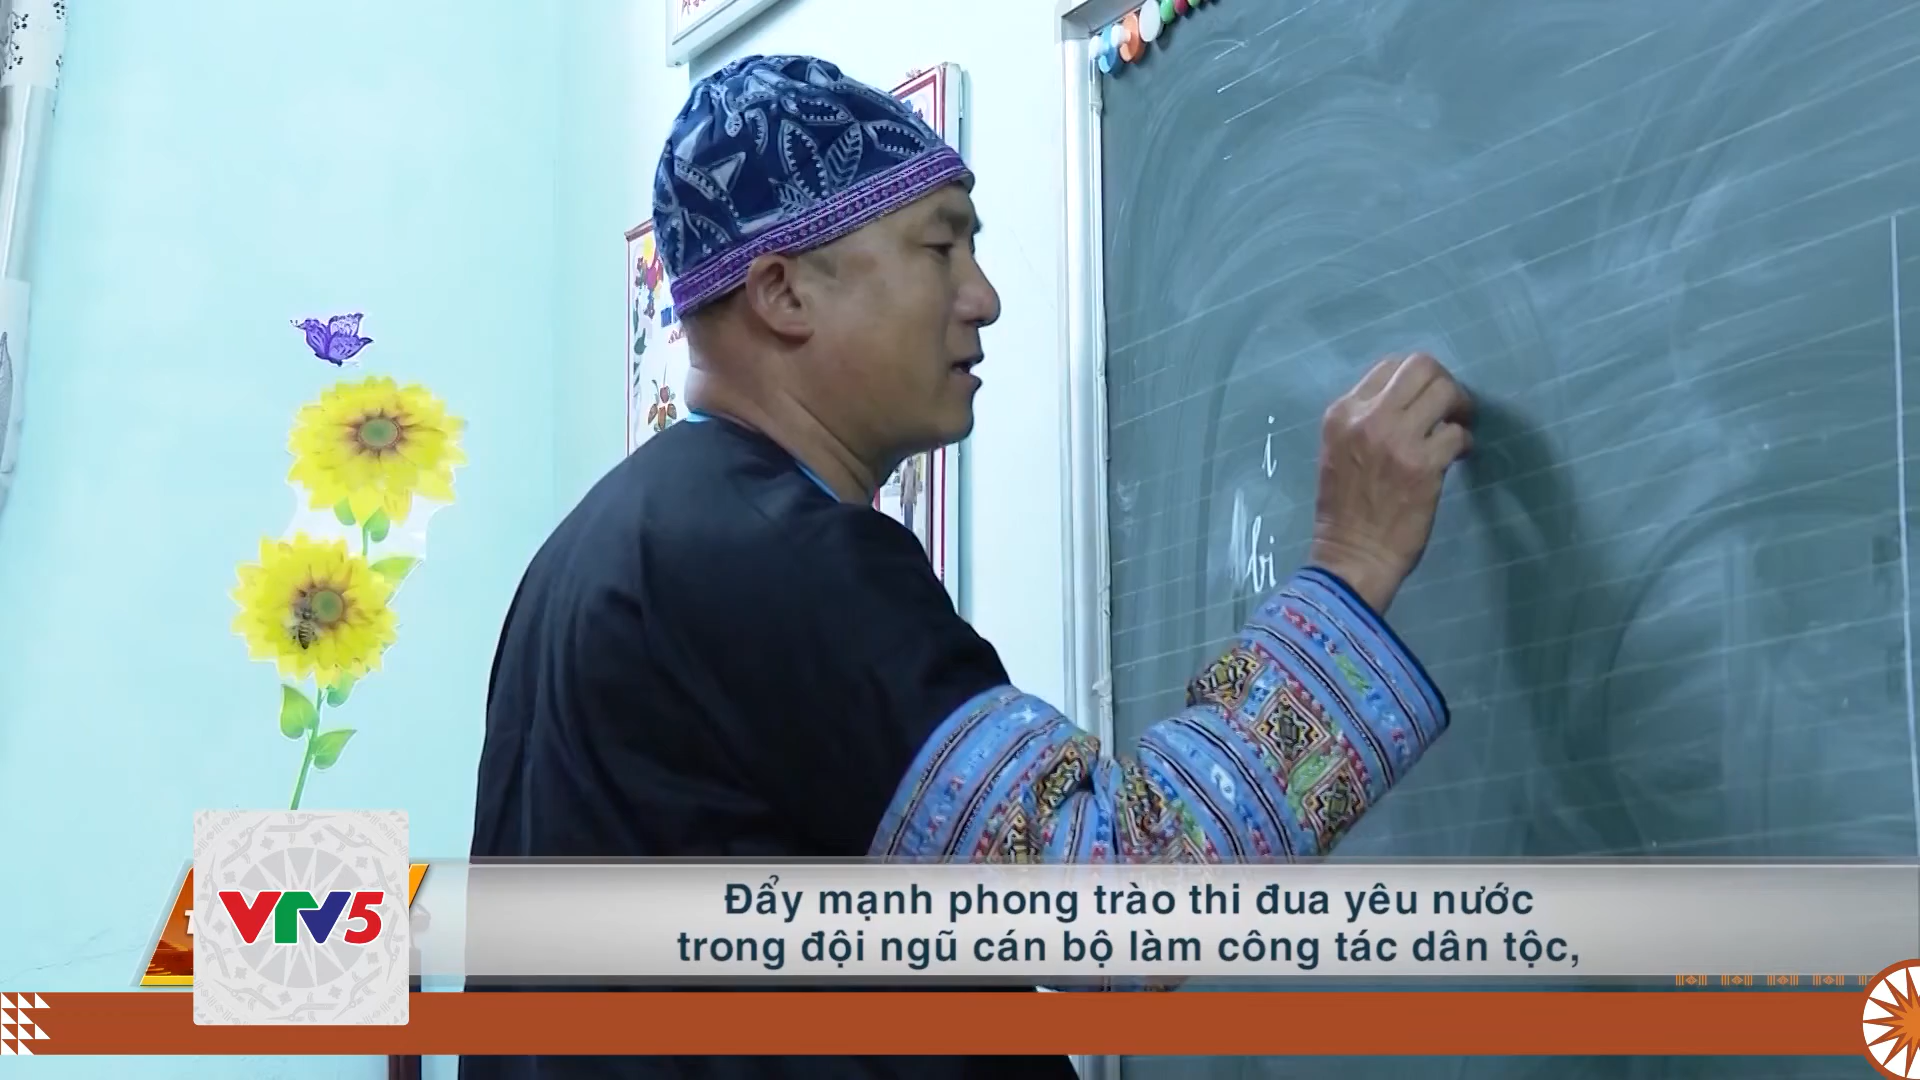 i
bi
VTV5
Đẩy mạnh phong trào thi đua yêu nước
trong đội ngũ cán bộ làm công tác dân tộc,